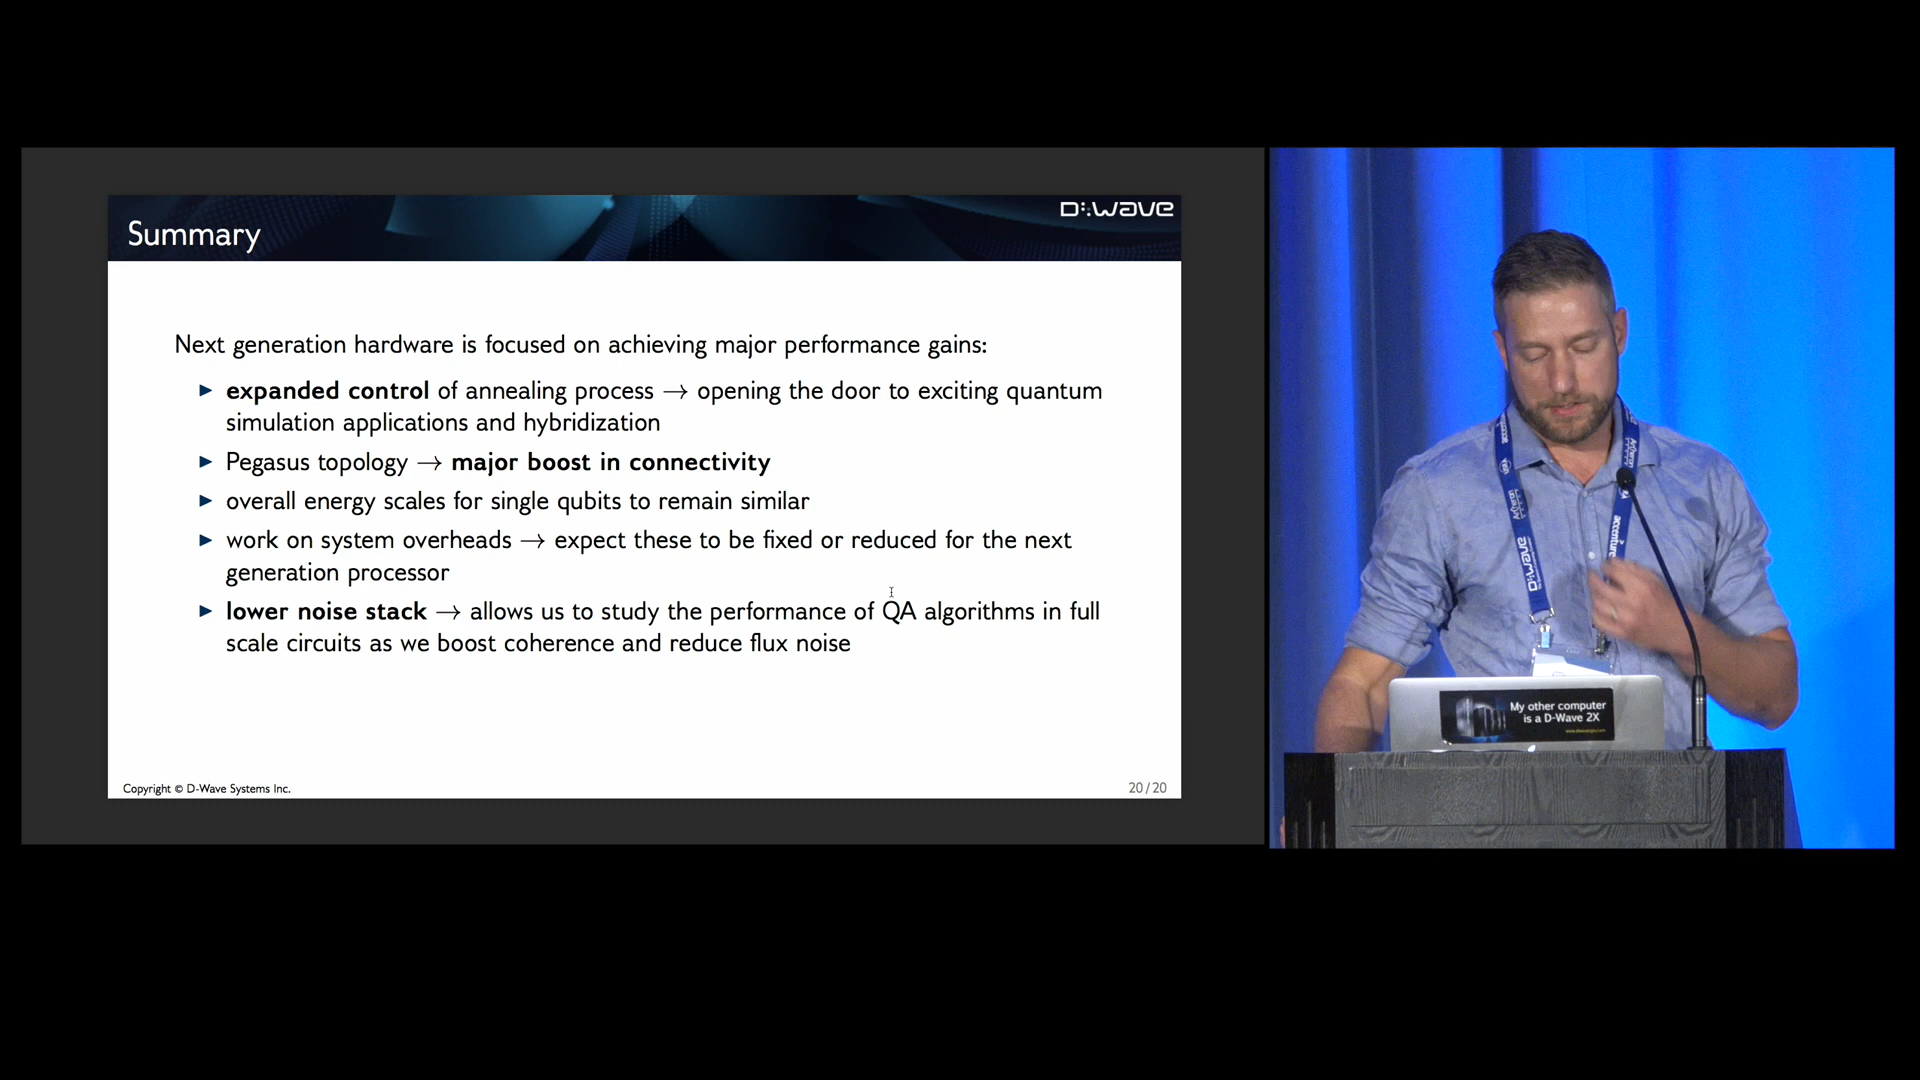 D:Wave
Summary
Next generation hardware is focused on achieving major performance gains:
► expanded control of annealing process → opening the door to exciting quantum
simulation applications and hybridization
► Pegasus topology → major boost in connectivity
► overall energy scales for single qubits to remain similar
► work on system overheads → expect these to be fixed or reduced for the next
generation processor
► lower noise stack → allows us to study the performance of QA algorithms in full
scale circuits as we boost coherence and reduce flux noise
Copyright © D-Wave Systems Inc.
20/20
accenture
D:Wave
My other computer
is a D-Wave 2X